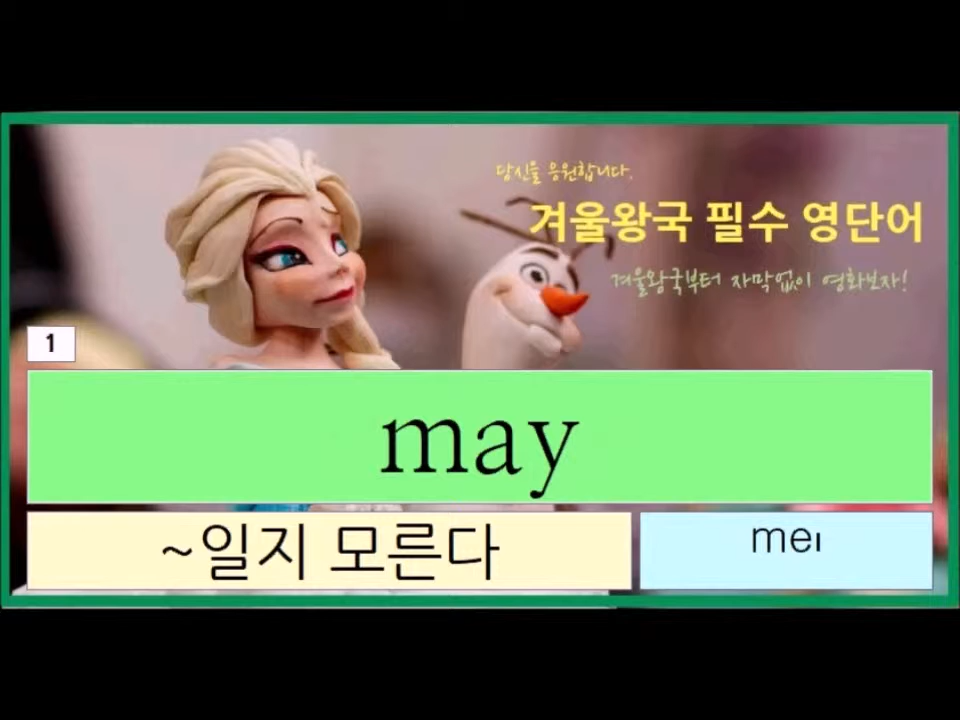 당신을 응원합니다.
겨울왕국 필수 영단어
겨울왕국부터 자막없이 영화보자!
1
may
~일지 모른다
meı